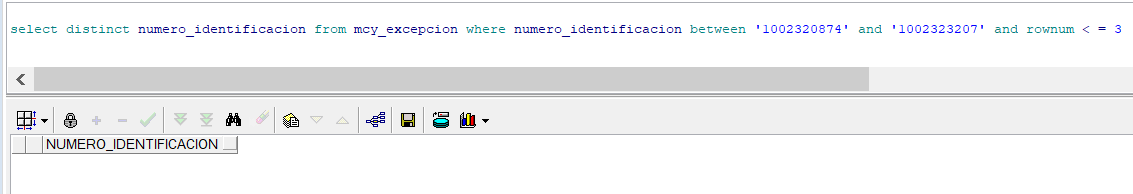 select distinct numero_identificacion from mcy_excepcion where numero_identificacion between '1002320874' and '1002323207' and rownum < = 3
NUMERO_IDENTIFICACION